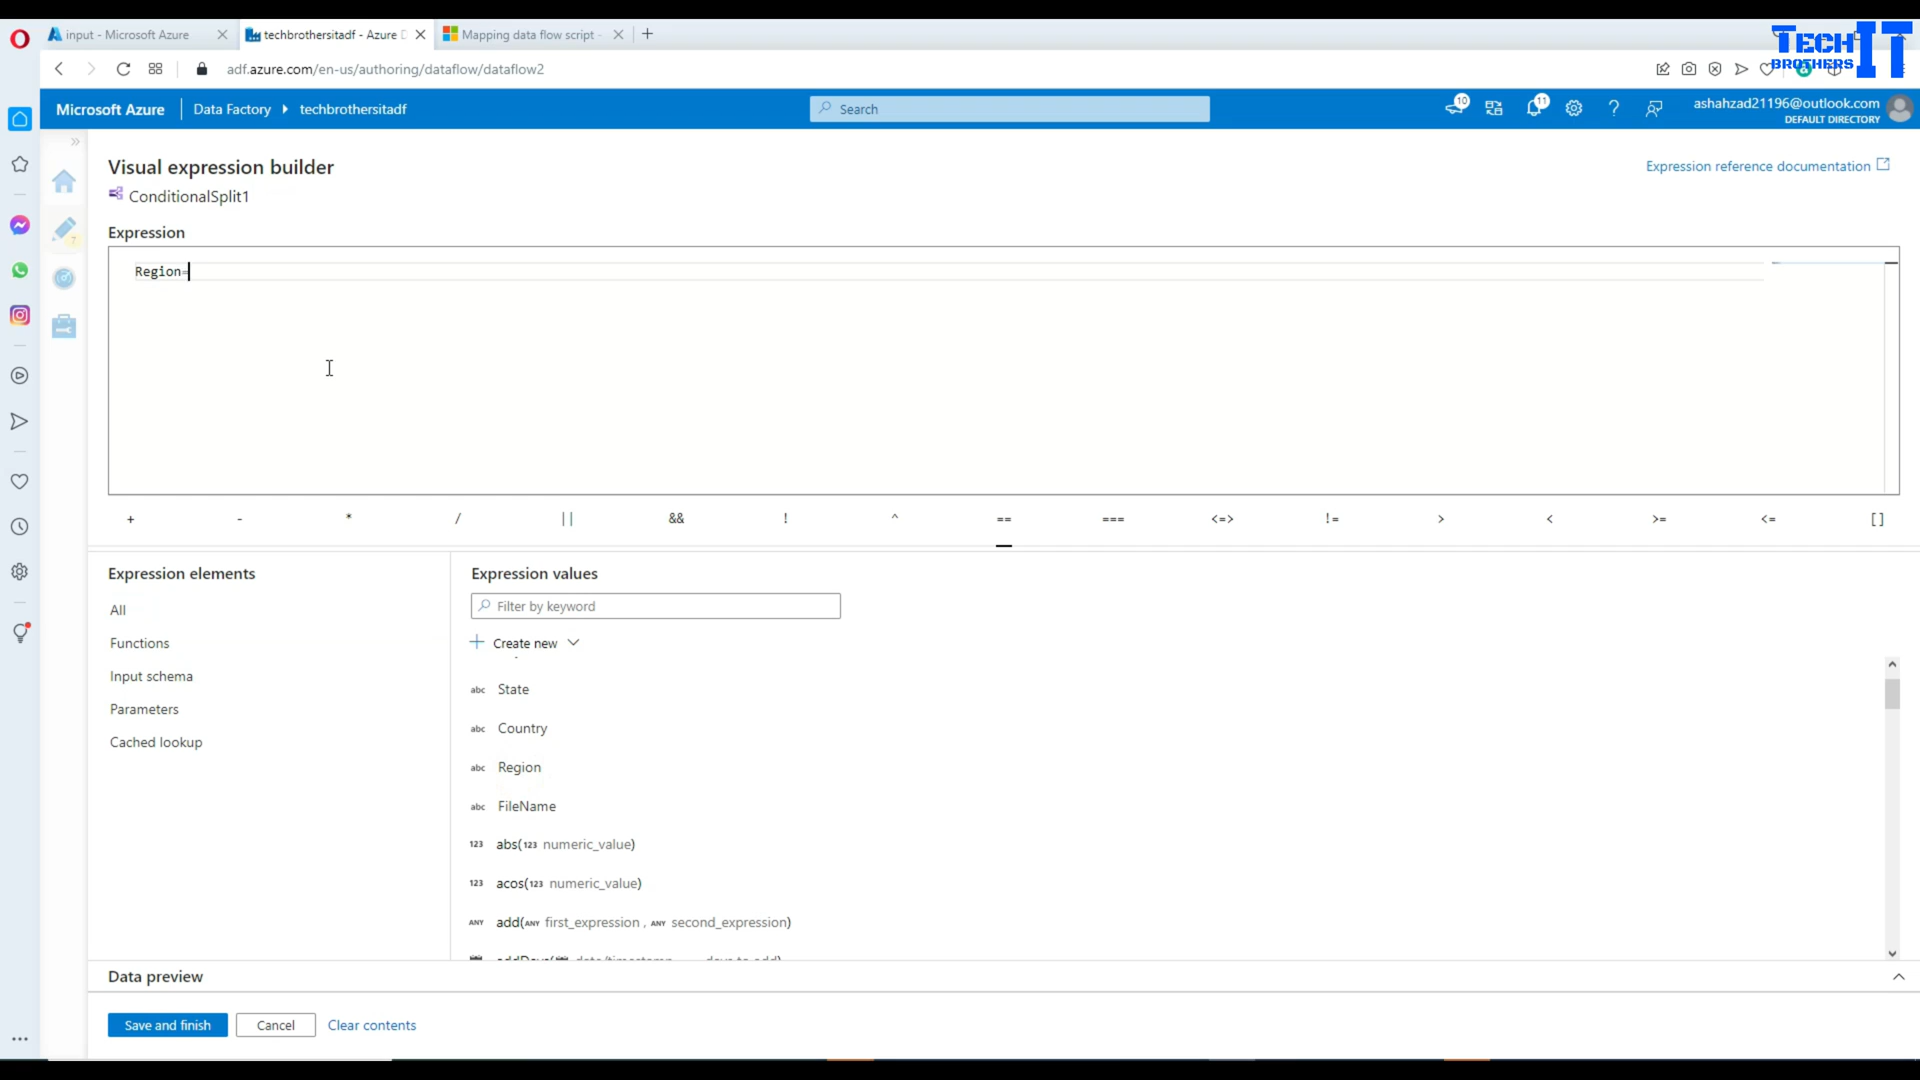 input - Microsoft Azure
techbrothersitadf - Azure D
Mapping data flow script -
TECH IT
BROTHERS
adf.azure.com/en-us/authoring/dataflow/dataflow2
Microsoft Azure
Data Factory
techbrothersitadf
Search
10
11
ashahzad21196@outlook.com
DEFAULT DIRECTORY
Visual expression builder
Expression reference documentation
ConditionalSplit1
7
Expression
Region=
+ - * / || && ! ^ == === <=> != > < >= <= []
Expression elements
Expression values
All
Filter by keyword
Functions
Create new
Input schema
abc State
Parameters
abc Country
Cached lookup
abc Region
abc FileName
123 abs(123 numeric_value)
123 acos(123 numeric_value)
ANY add(ANY first_expression , ANY second_expression)
Data preview
Save and finish
Cancel
Clear contents